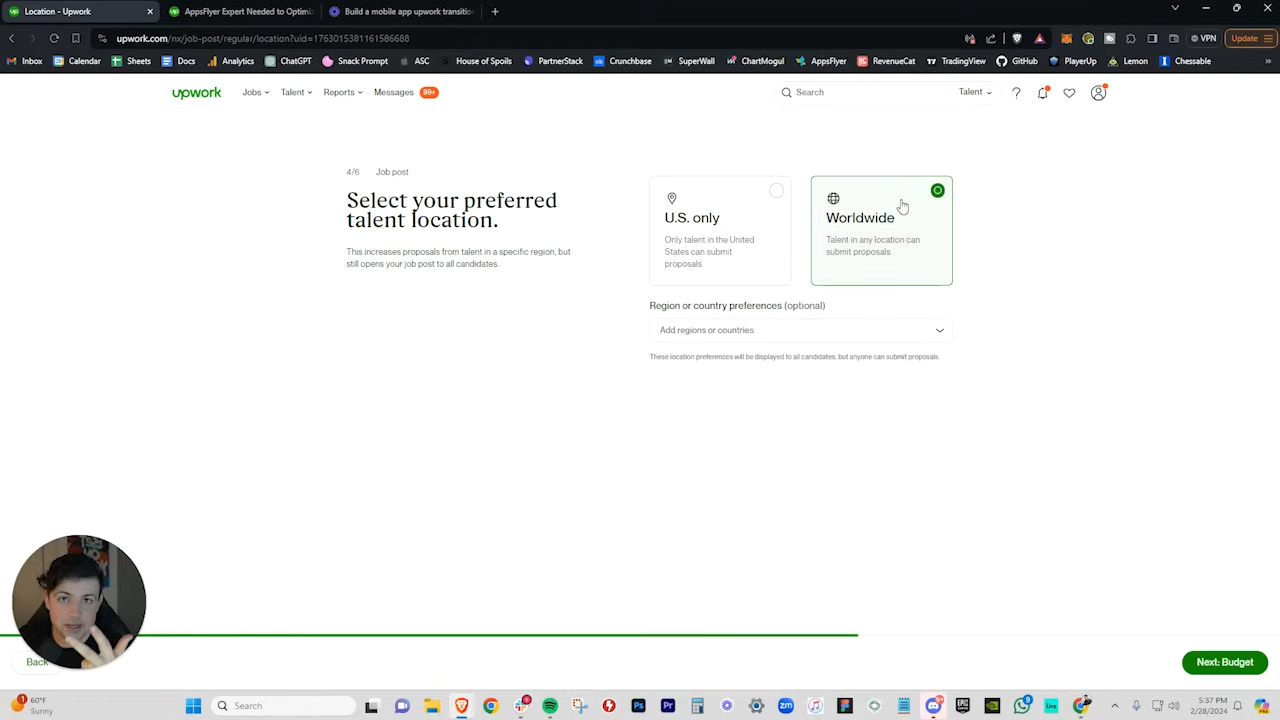 Location - Upwork
AppsFlyer Expert Needed to Optimi
Build a mobile app upwork transitio
upwork.com/nx/job-post/regular/location?uid=1763015381161586688
VPN
Update
Inbox
Calendar
Sheets
Docs
Analytics
ChatGPT
Snack Prompt
ASC
House of Spoils
PartnerStack
Crunchbase
SuperWall
ChartMogul
AppsFlyer
RevenueCat
TradingView
GitHub
PlayerUp
Lemon
Chessable
upwork
Jobs
Talent
Reports
Messages
99+
Search
Talent
4/6 Job post
Select your preferred
talent location.
This increases proposals from talent in a specific region, but
still opens your job post to all candidates.
U.S. only
Only talent in the United
States can submit
proposals
Worldwide
Talent in any location can
submit proposals
Region or country preferences (optional)
Add regions or countries
These location preferences will be displayed to all candidates, but anyone can submit proposals.
Back
Next: Budget
1
60°F
Sunny
Search
5:37 PM
2/28/2024